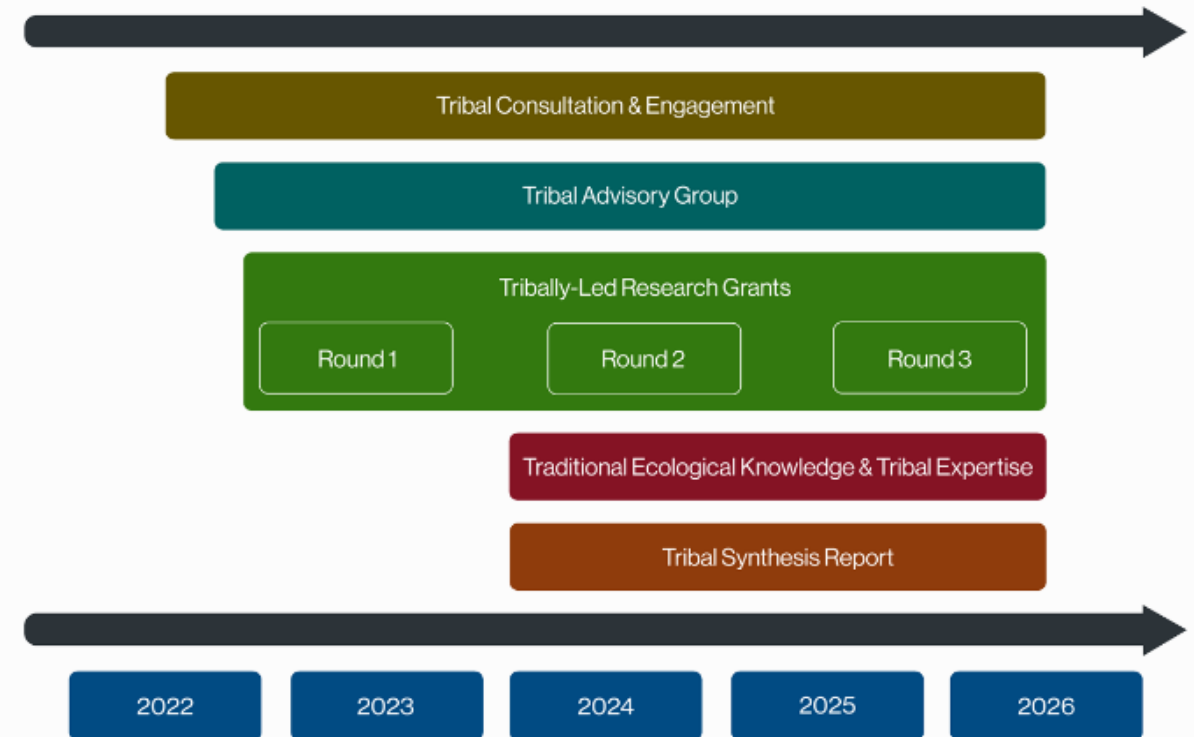 Tribal Consultation & Engagement
Tribal Advisory Group
Tribally-Led Research Grants
Round 1
Round 2
Round 3
Traditional Ecological Knowledge & Tribal Expertise
Tribal Synthesis Report
2022
2023
2024
2025
2026